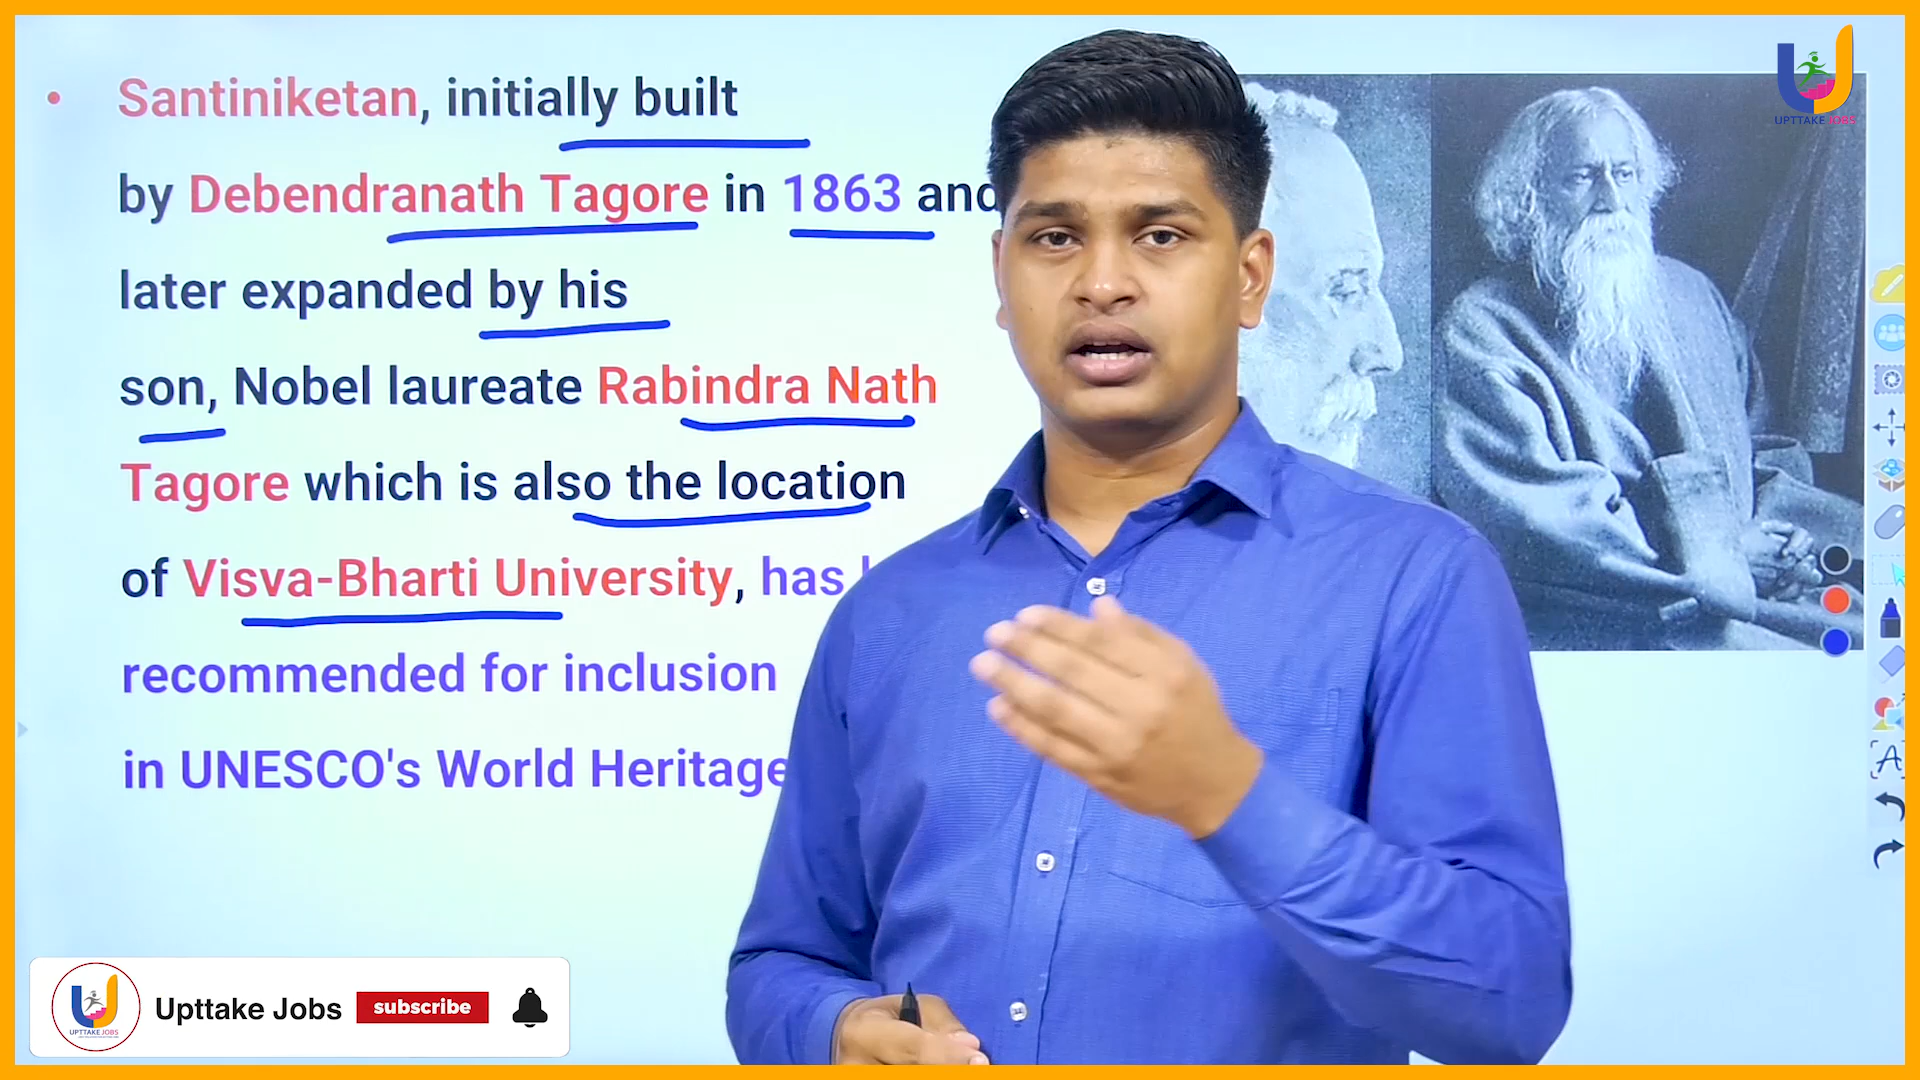 • Santiniketan, initially built
by Debendranath Tagore in 1863 and
later expanded by his
son, Nobel laureate Rabindra Nath
Tagore which is also the location
of Visva-Bharti University, has
recommended for inclusion
in UNESCO's World Heritage
UPTTAKE JOBS
A
UPTTAKE JOBS
Upttake Jobs
subscribe